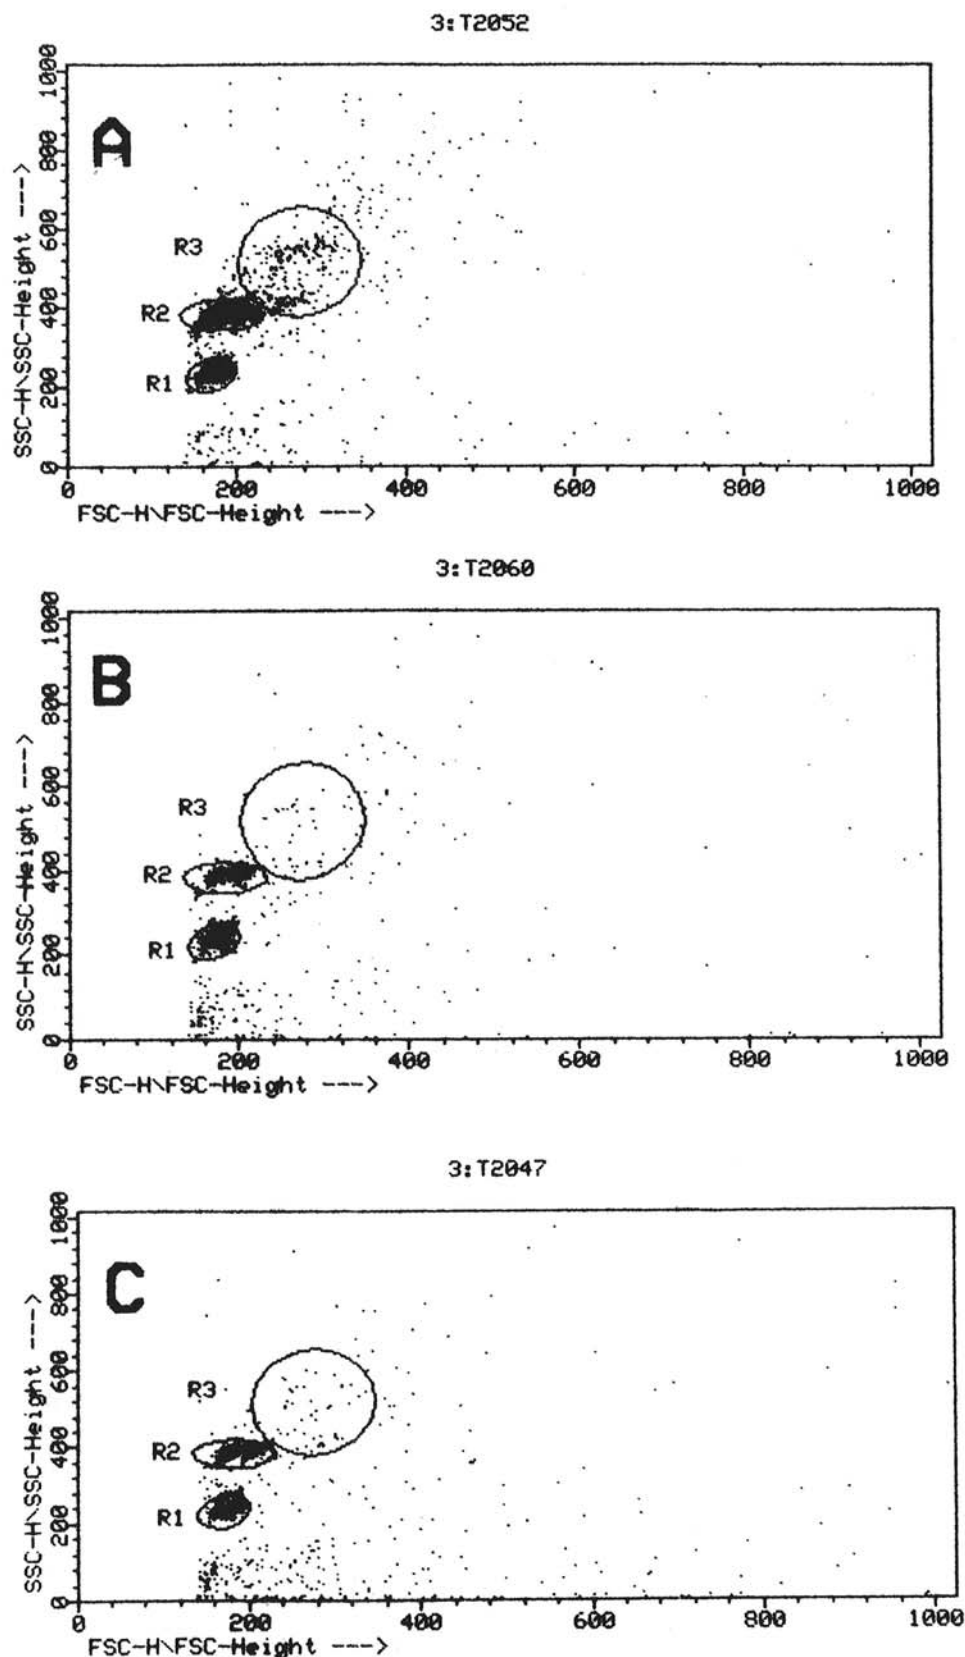 3:T2052
A
1000
800
600
400
200
0
SSC-H\SSC-Height --->
R3
R2
R1
0 200 400 600 800 1000
FSC-H\FSC-Height --->
3:T2060
B
1000
800
600
400
200
0
SSC-H\SSC-Height --->
R3
R2
R1
0 200 400 600 800 1000
FSC-H\FSC-Height --->
3:T2047
C
1000
800
600
400
200
0
SSC-H\SSC-Height --->
R3
R2
R1
0 200 400 600 800 1000
FSC-H\FSC-Height --->